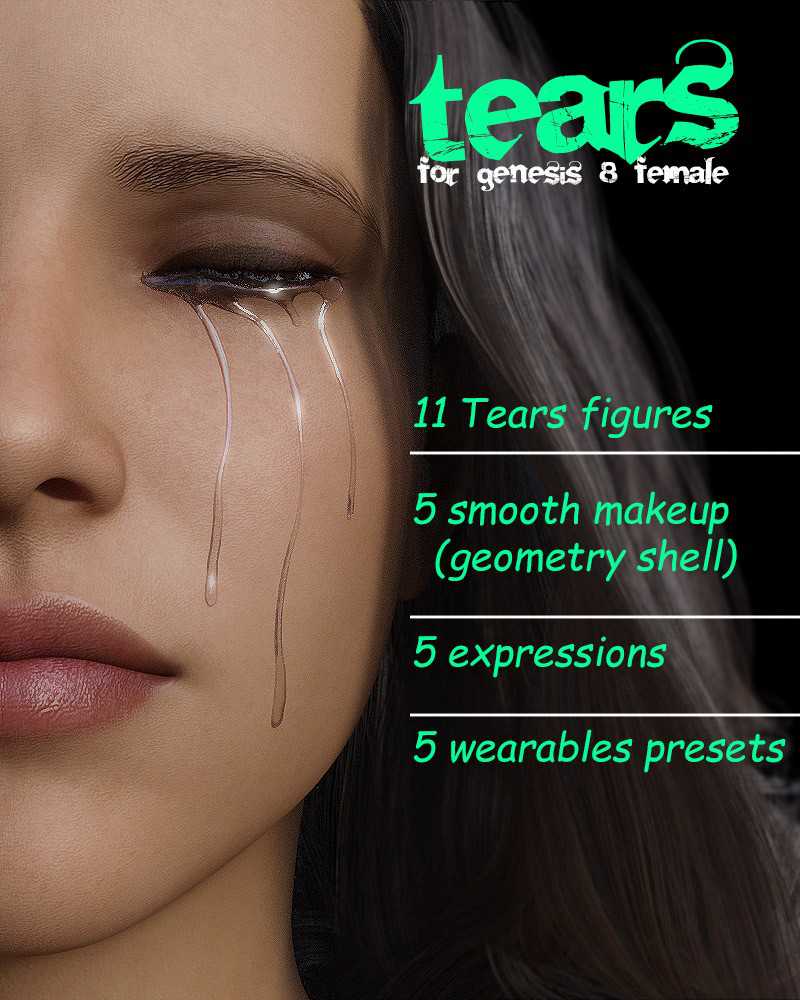 tears
for genesis 8 female
11 Tears figures
5 smooth makeup
(geometry shell)
5 expressions
5 wearables presets